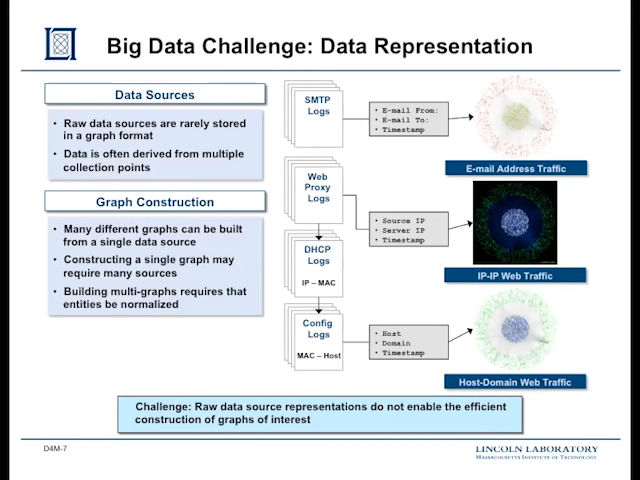 Big Data Challenge: Data Representation
Data Sources
• Raw data sources are rarely stored
in a graph format
• Data is often derived from multiple
collection points
Graph Construction
• Many different graphs can be built
from a single data source
• Constructing a single graph may
require many sources
• Building multi-graphs requires that
entities be normalized
SMTP
Logs
• E-mail From:
• E-mail To:
• Timestamp
E-mail Address Traffic
Web
Proxy
Logs
• Source IP
• Server IP
• Timestamp
IP-IP Web Traffic
DHCP
Logs
IP – MAC
Config
Logs
MAC – Host
• Host
• Domain
• Timestamp
Host-Domain Web Traffic
Challenge: Raw data source representations do not enable the efficient
construction of graphs of interest
D4M-7
LINCOLN LABORATORY
MASSACHUSETTS INSTITUTE OF TECHNOLOGY